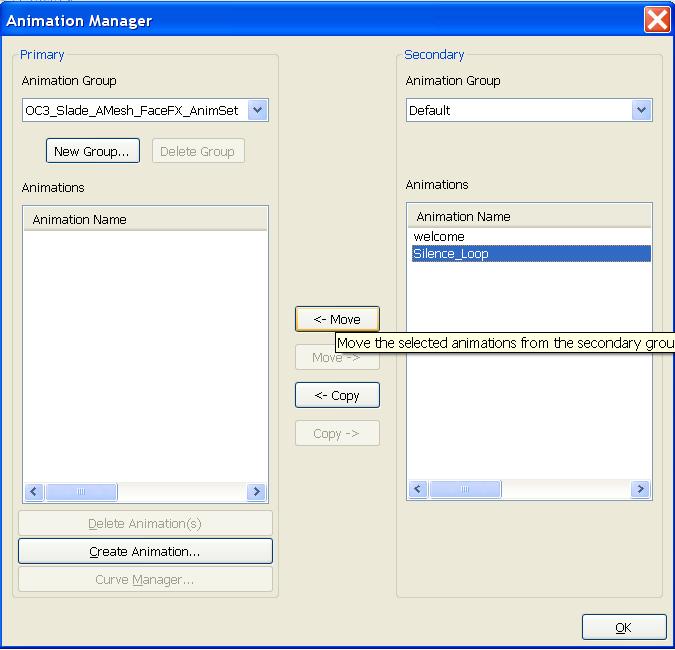 Animation Manager
Primary
Animation Group
OC3_Slade_AMesh_FaceFX_AnimSet
New Group...
Delete Group
Animations
Animation Name
Delete Animation(s)
Create Animation...
Curve Manager...
<- Move
Move the selected animations from the secondary grou
Move ->
<- Copy
Copy ->
Secondary
Animation Group
Default
Animations
Animation Name
welcome
Silence_Loop
OK